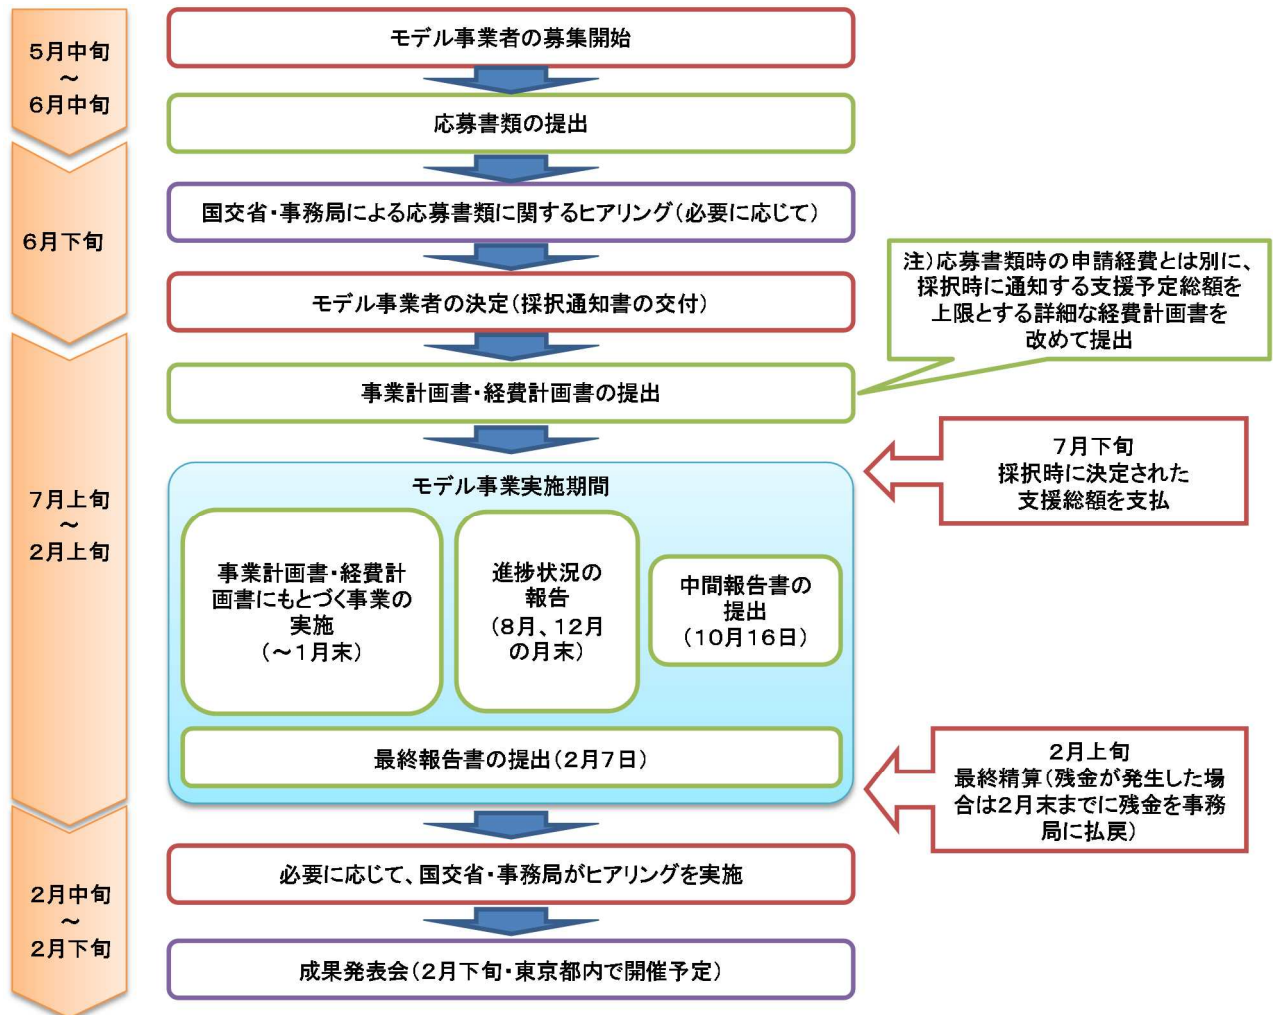 5月中旬
～
6月中旬
モデル事業者の募集開始
応募書類の提出
6月下旬
国交省・事務局による応募書類に関するヒアリング(必要に応じて)
モデル事業者の決定(採択通知書の交付)
注)応募書類時の申請経費とは別に、
採択時に通知する支援予定総額を
上限とする詳細な経費計画書を
改めて提出
7月上旬
～
2月上旬
事業計画書・経費計画書の提出
7月下旬
採択時に決定された
支援総額を支払
モデル事業実施期間
事業計画書・経費計
画書にもとづく事業の
実施
(～1月末)
進捗状況の
報告
(8月、12月
の月末)
中間報告書の
提出
(10月16日)
最終報告書の提出(2月7日)
2月上旬
最終精算(残金が発生した場
合は2月末までに残金を事務
局に払戻)
2月中旬
～
2月下旬
必要に応じて、国交省・事務局がヒアリングを実施
成果発表会(2月下旬・東京都内で開催予定)